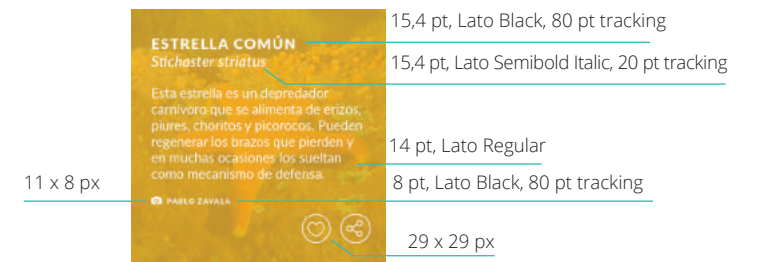 15,4 pt, Lato Black, 80 pt tracking
ESTRELLA COMÚN
Stichaster striatus
15,4 pt, Lato Semibold Italic, 20 pt tracking
Esta estrella es un depredador
carnívoro que se alimenta de erizos,
piures, choritos y picorocos. Pueden
regenerar los brazos que pierden y
en muchas ocasiones los sueltan
como mecanismo de defensa.
14 pt, Lato Regular
11 x 8 px
8 pt, Lato Black, 80 pt tracking
PABLO ZAVALA
29 x 29 px